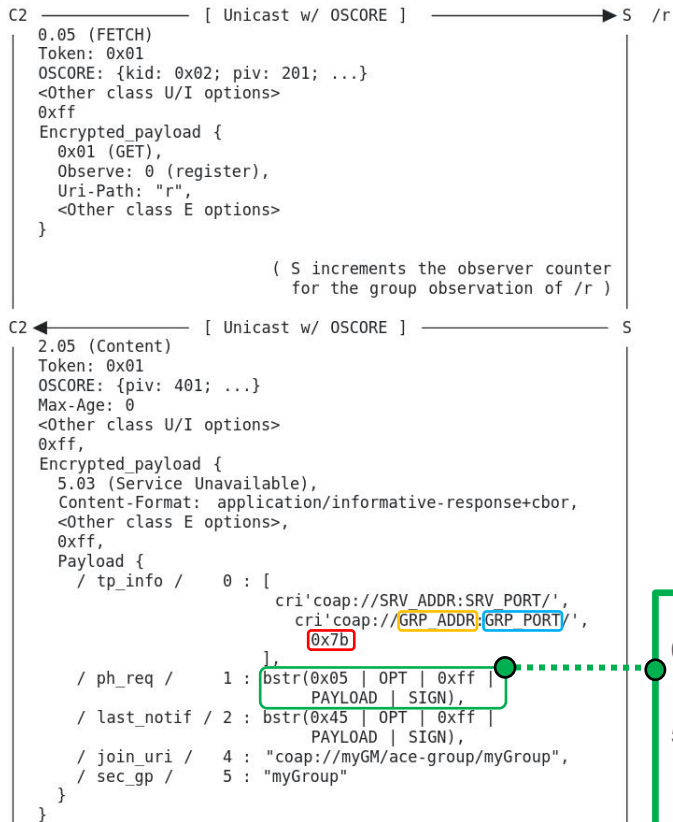 C2 [ Unicast w/ OSCORE ] S /r
0.05 (FETCH)
Token: 0x01
OSCORE: {kid: 0x02; piv: 201; ...}
<Other class U/I options>
0xff
Encrypted_payload {
0x01 (GET),
Observe: 0 (register),
Uri-Path: "r",
<Other class E options>
}
( S increments the observer counter
for the group observation of /r )
C2 [ Unicast w/ OSCORE ] S
2.05 (Content)
Token: 0x01
OSCORE: {piv: 401; ...}
Max-Age: 0
<Other class U/I options>
0xff,
Encrypted_payload {
5.03 (Service Unavailable),
Content-Format: application/informative-response+cbor,
<Other class E options>,
0xff,
Payload {
/ tp_info / 0 : [
cri'coap://SRV_ADDR:SRV_PORT/',
cri'coap://GRP_ADDR:GRP_PORT/',
0x7b
],
/ ph_req / 1 : bstr(0x05 | OPT | 0xff |
PAYLOAD | SIGN),
/ last_notif / 2 : bstr(0x45 | OPT | 0xff |
PAYLOAD | SIGN),
/ join_uri / 4 : "coap://myGM/ace-group/myGroup",
/ sec_gp / 5 : "myGroup"
}
}